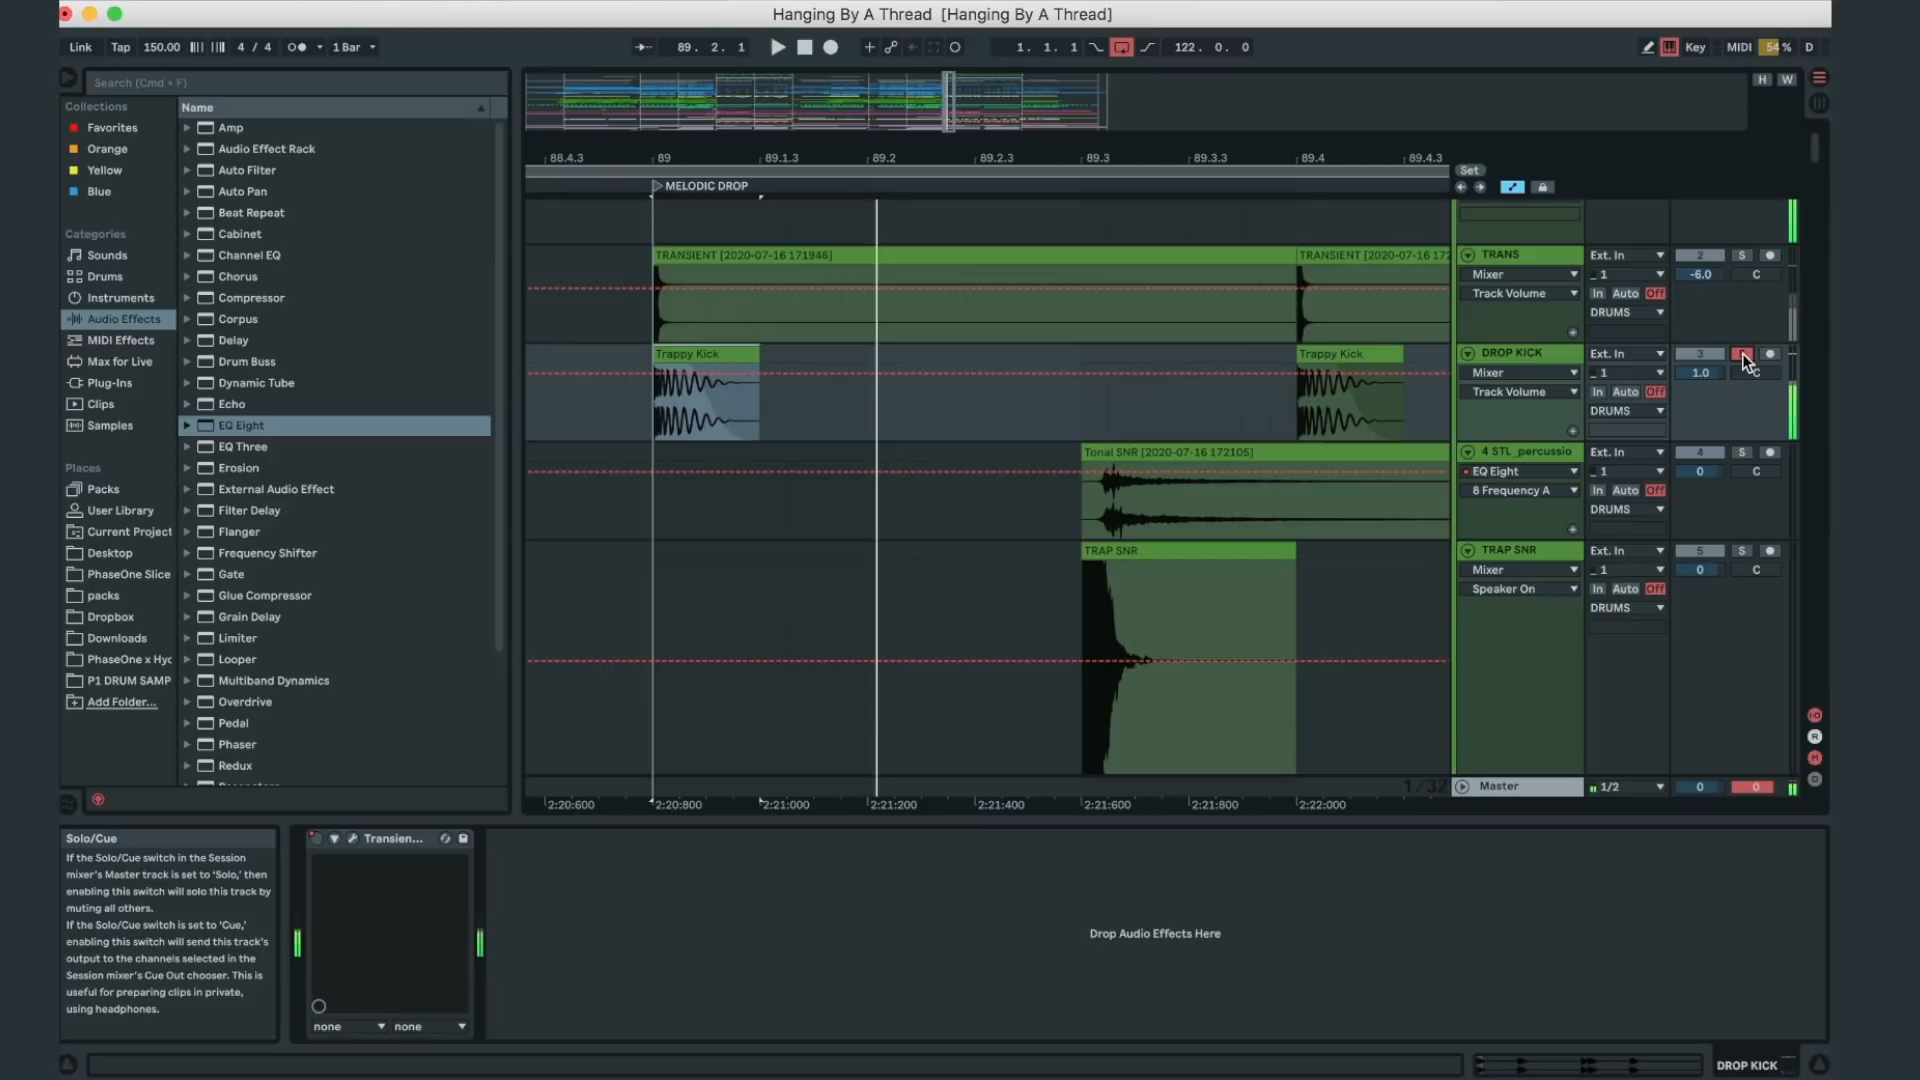 Hanging By A Thread  [Hanging By A Thread]
Link Tap 150.00 4 / 4 1 Bar 89. 2. 1 1. 1. 1 122. 0. 0 Key MIDI 54 % D
Search (Cmd + F)
H W
Collections
Favorites
Orange
Yellow
Blue
Categories
Sounds
Drums
Instruments
Audio Effects
MIDI Effects
Max for Live
Plug-Ins
Clips
Samples
Places
Packs
User Library
Current Project
Desktop
PhaseOne Slice
packs
Dropbox
Downloads
PhaseOne x Hyc
P1 DRUM SAMP
Add Folder...
Name
Amp
Audio Effect Rack
Auto Filter
Auto Pan
Beat Repeat
Cabinet
Channel EQ
Chorus
Compressor
Corpus
Delay
Drum Buss
Dynamic Tube
Echo
EQ Eight
EQ Three
Erosion
External Audio Effect
Filter Delay
Flanger
Frequency Shifter
Gate
Glue Compressor
Grain Delay
Limiter
Looper
Multiband Dynamics
Overdrive
Pedal
Phaser
Redux
88.4.3 89 89.1.3 89.2 89.2.3 89.3 89.3.3 89.4 89.4.3
Set
MELODIC DROP
TRANSIENT [2020-07-16 171946] TRANSIENT [2020-07-16 172
TRANS Ext. In 2 S
Mixer 1 -6.0 C
Track Volume In Auto Off
DRUMS
Trappy Kick Trappy Kick
DROP KICK Ext. In 3
Mixer 1 1.0 C
Track Volume In Auto Off
DRUMS
Tonal SNR [2020-07-16 172105]
4 STL_percussio Ext. In 4 S
EQ Eight 1 0 C
8 Frequency A In Auto Off
DRUMS
TRAP SNR
TRAP SNR Ext. In 5 S
Mixer 1 0 C
Speaker On In Auto Off
DRUMS
1/32
Master 1/2 0 0
2:20:600 2:20:800 2:21:000 2:21:200 2:21:400 2:21:600 2:21:800 2:22:000
Solo/Cue
If the Solo/Cue switch in the Session
mixer's Master track is set to 'Solo,' then
enabling this switch will solo this track by
muting all others.
If the Solo/Cue switch is set to 'Cue,'
enabling this switch will send this track's
output to the channels selected in the
Session mixer's Cue Out chooser. This is
useful for preparing clips in private,
using headphones.
Transien...
none none
Drop Audio Effects Here
DROP KICK